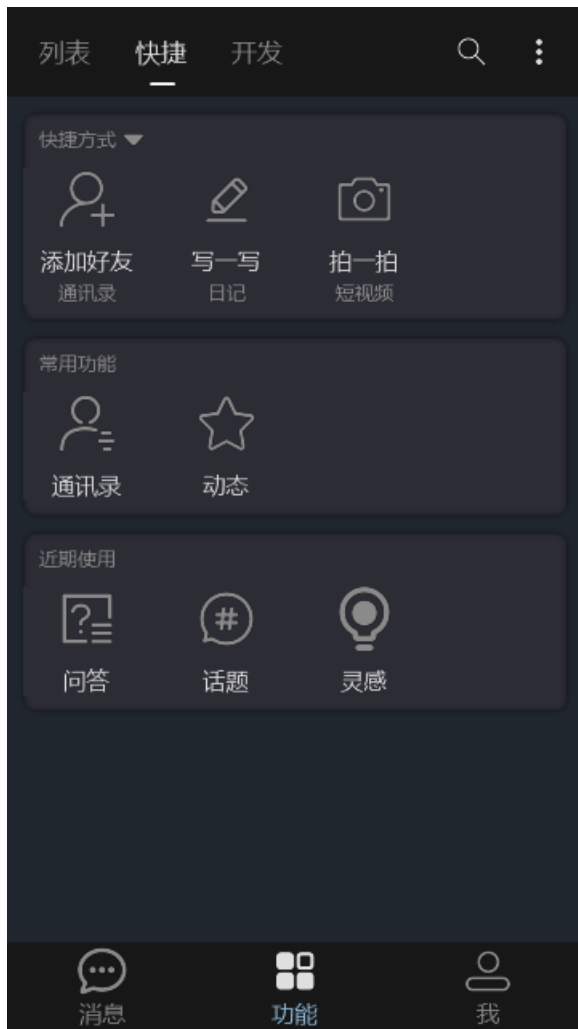 列表 快捷 开发
快捷方式
添加好友 写一写 拍一拍
通讯录 日记 短视频
常用功能
通讯录 动态
近期使用
问答 话题 灵感
消息 功能 我